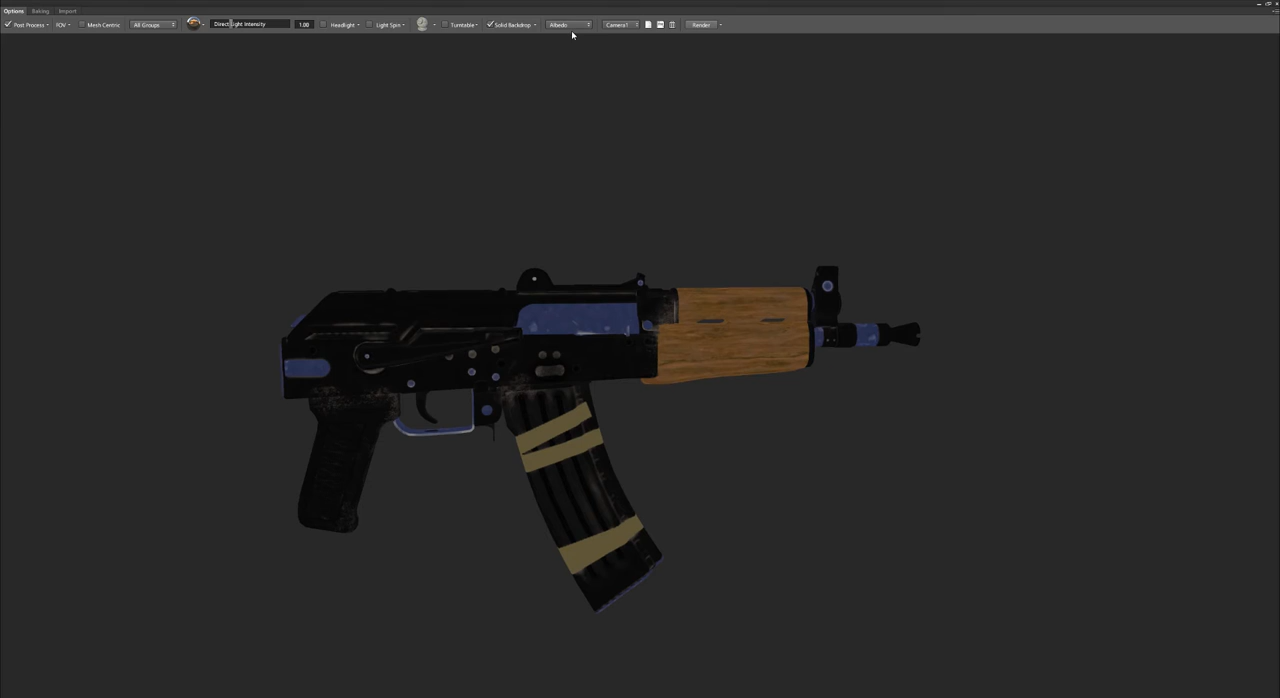 Options Baking Import
Post Process FOV Mesh Centric All Groups Direct Light Intensity 1.00 Headlight Light Spin Turntable Solid Backdrop Albedo Camera1 Render